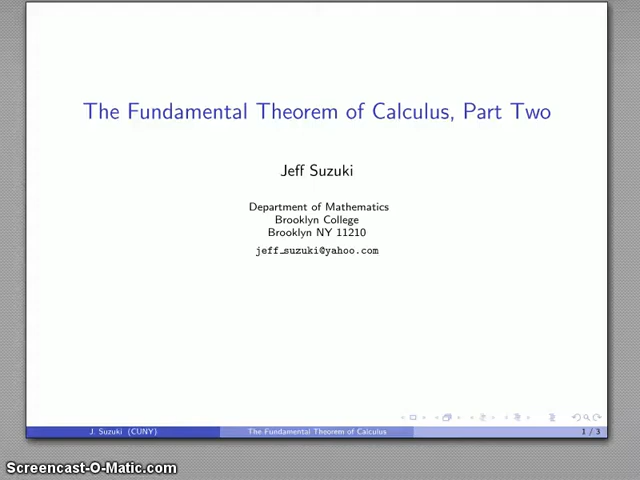 The Fundamental Theorem of Calculus, Part Two
Jeff Suzuki
Department of Mathematics
Brooklyn College
Brooklyn NY 11210
jeff_suzuki@yahoo.com
J. Suzuki (CUNY)
The Fundamental Theorem of Calculus
1 / 3
Screencast-O-Matic.com